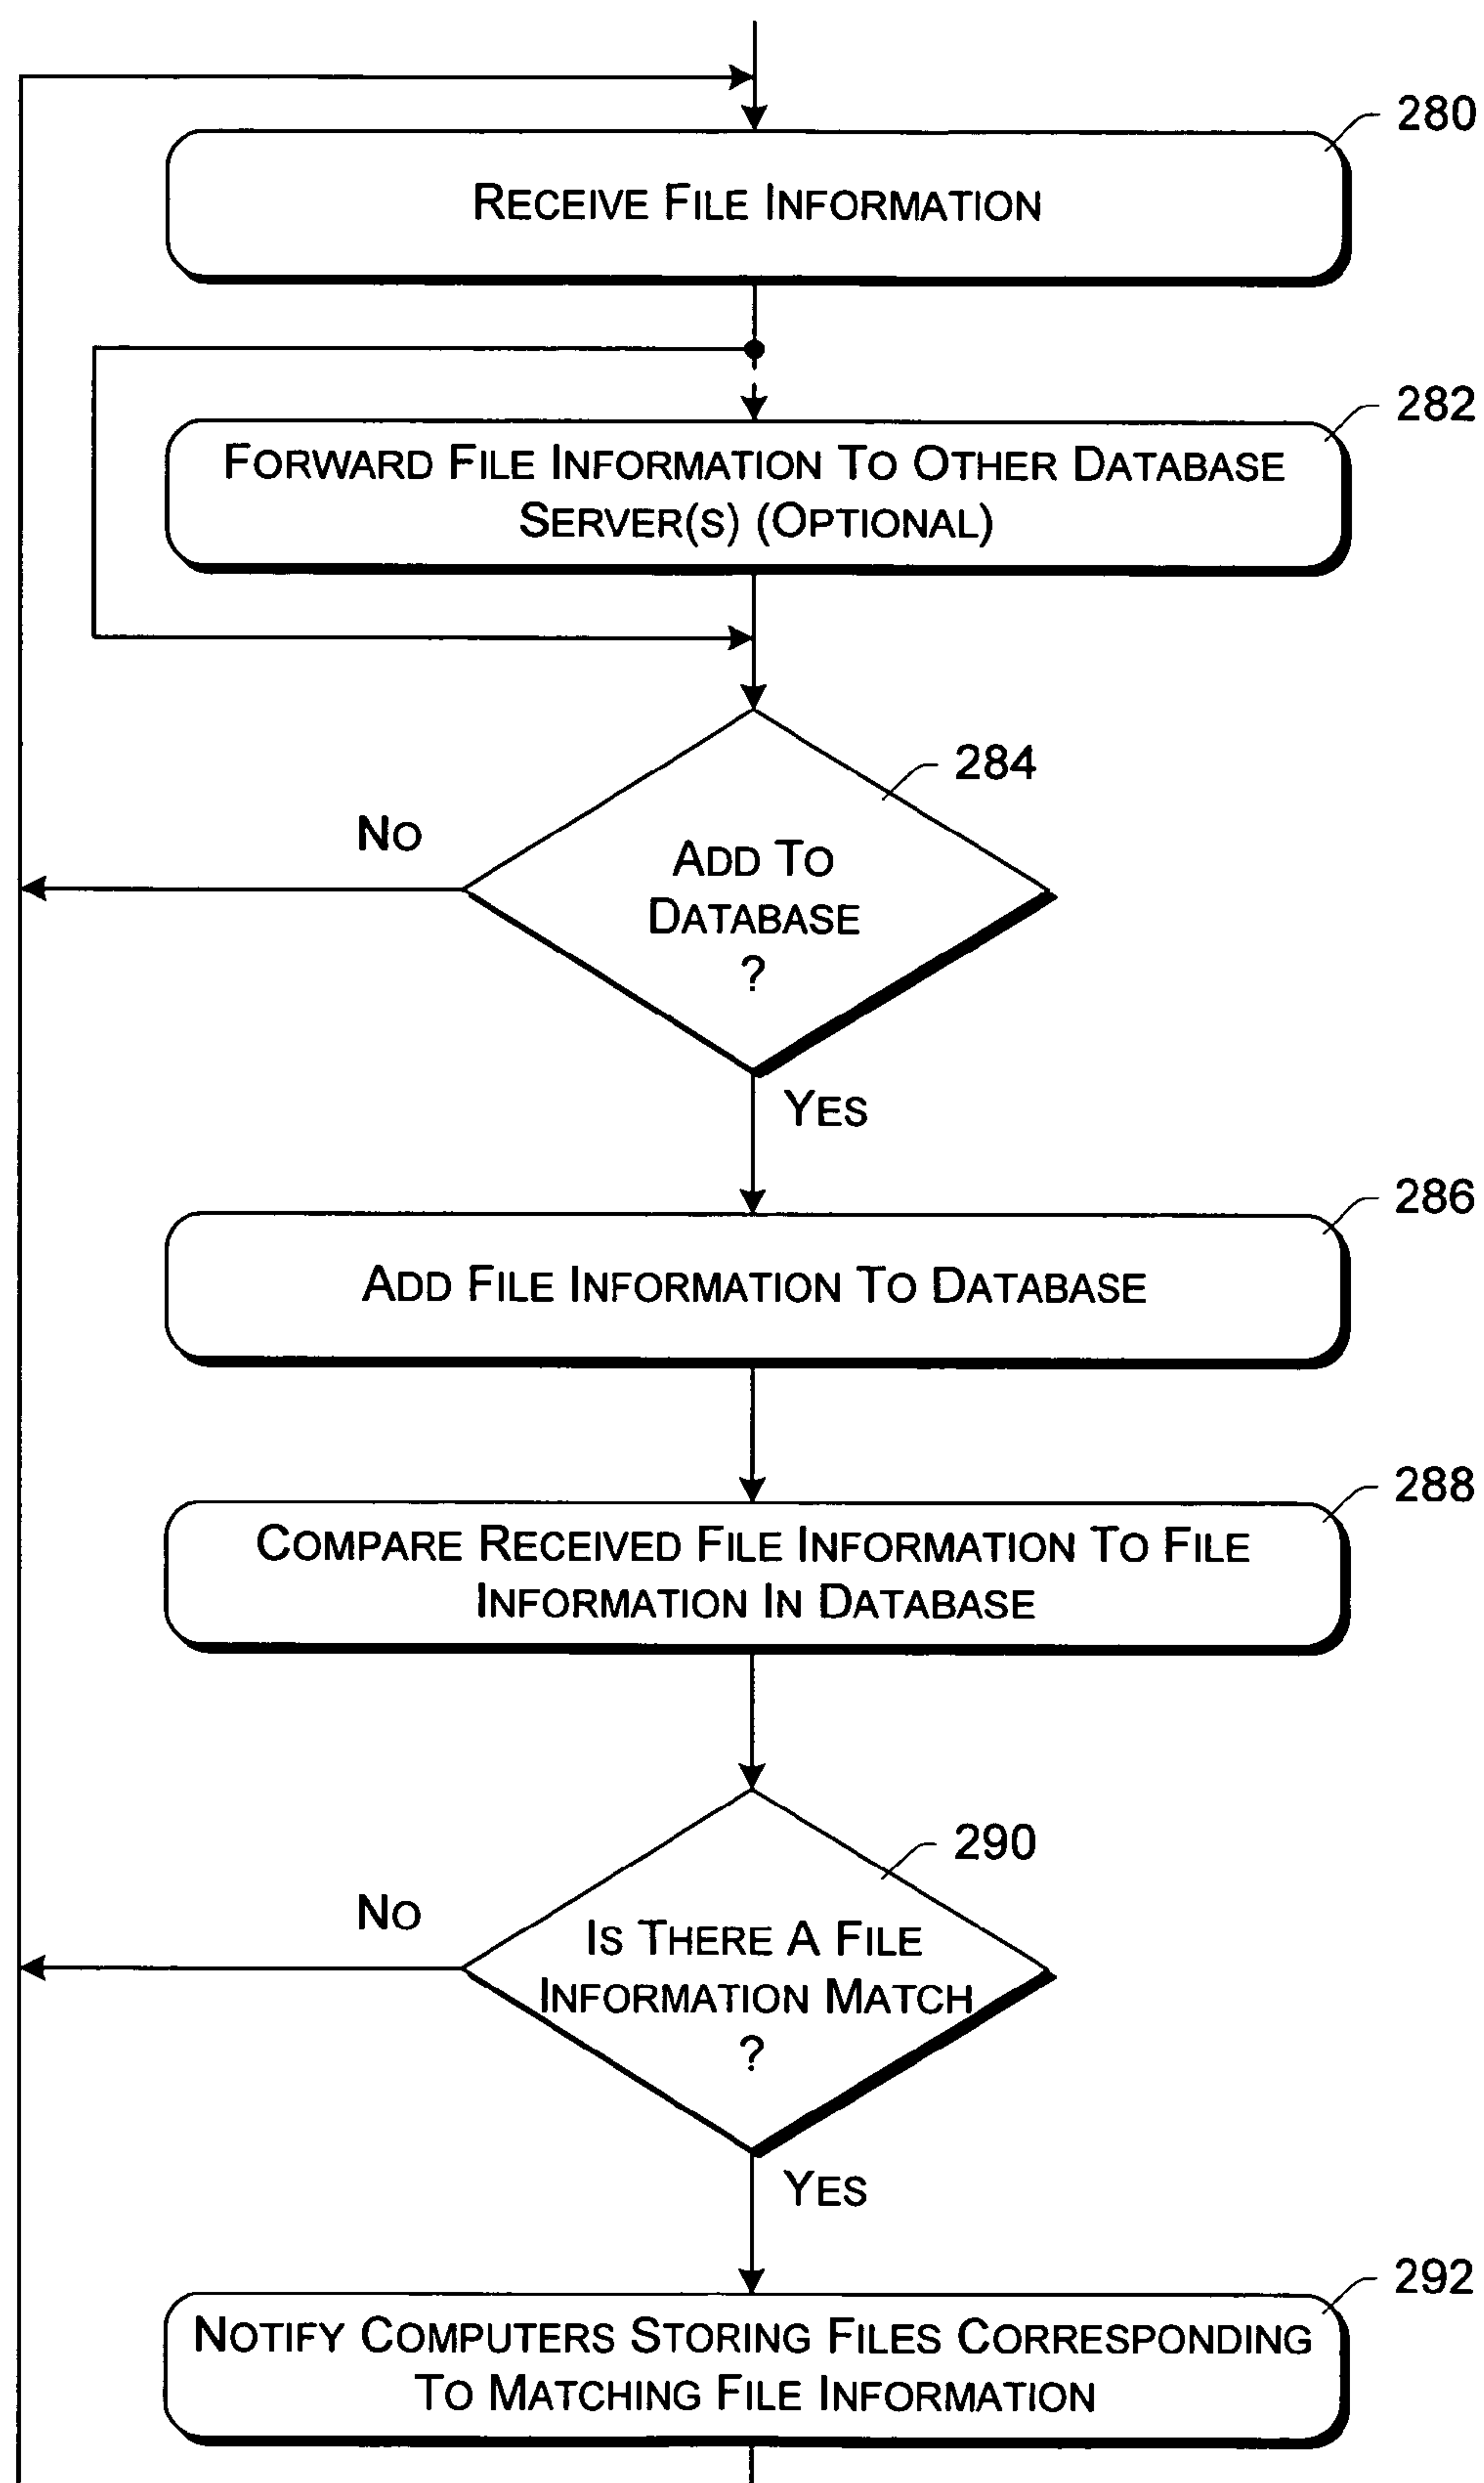 280
RECEIVE FILE INFORMATION
282
FORWARD FILE INFORMATION TO OTHER DATABASE
SERVER(S) (OPTIONAL)
284
NO
ADD TO
DATABASE
?
YES
286
ADD FILE INFORMATION TO DATABASE
288
COMPARE RECEIVED FILE INFORMATION TO FILE
INFORMATION IN DATABASE
290
NO
IS THERE A FILE
INFORMATION MATCH
?
YES
292
NOTIFY COMPUTERS STORING FILES CORRESPONDING
TO MATCHING FILE INFORMATION